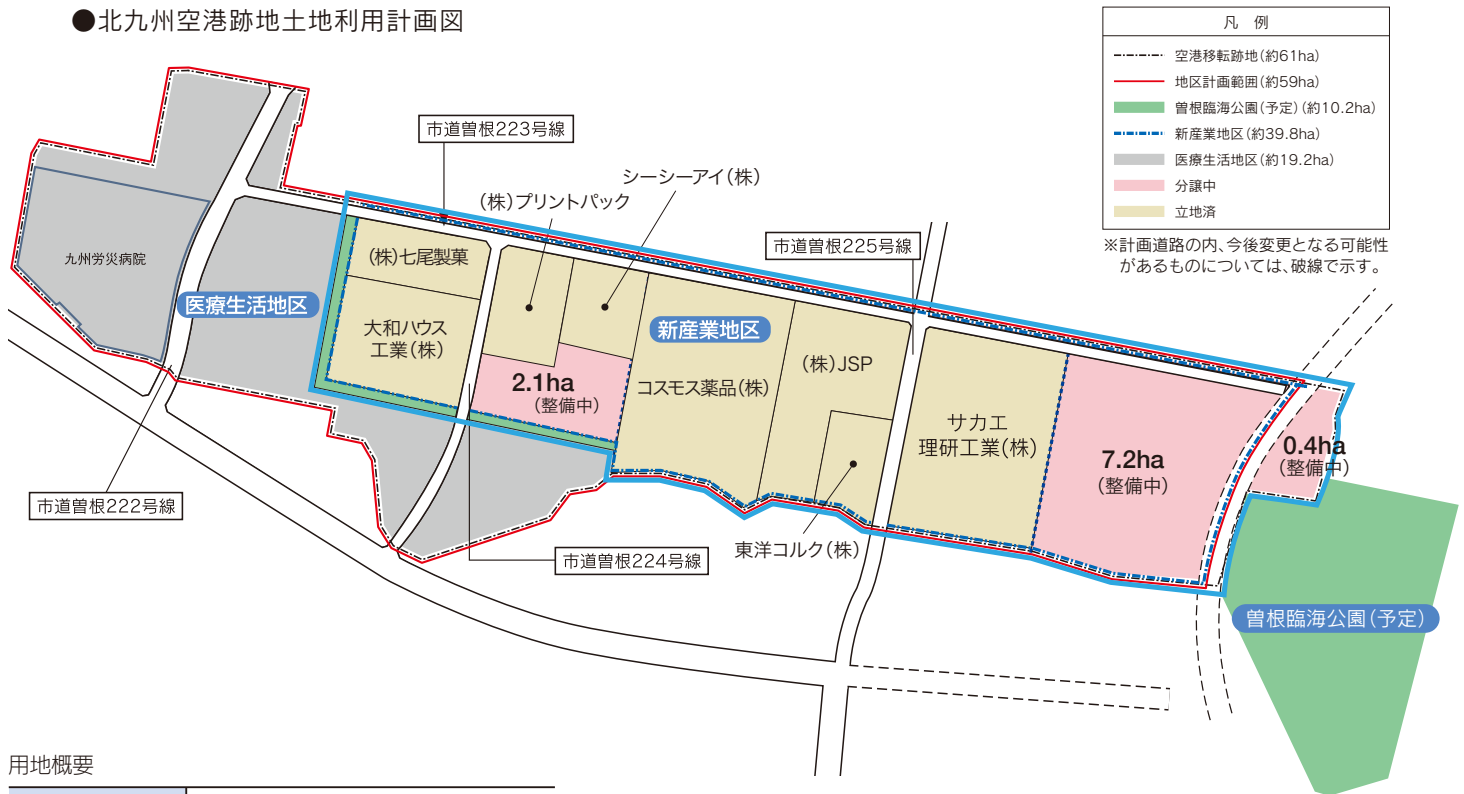 ●北九州空港跡地土地利用計画図
凡 例
空港移転跡地(約61ha)
地区計画範囲(約59ha)
曽根臨海公園(予定)(約10.2ha)
新産業地区(約39.8ha)
医療生活地区(約19.2ha)
分譲中
立地済
※計画道路の内、今後変更となる可能性
があるものについては、破線で示す。
市道曽根223号線
シーシーアイ(株)
(株)プリントパック
市道曽根225号線
(株)七尾製菓
九州労災病院
医療生活地区
大和ハウス
工業(株)
新産業地区
2.1ha
(整備中)
コスモス薬品(株)
(株)JSP
サカエ
理研工業(株)
7.2ha
(整備中)
0.4ha
(整備中)
市道曽根222号線
市道曽根224号線
東洋コルク(株)
曽根臨海公園(予定)
用地概要